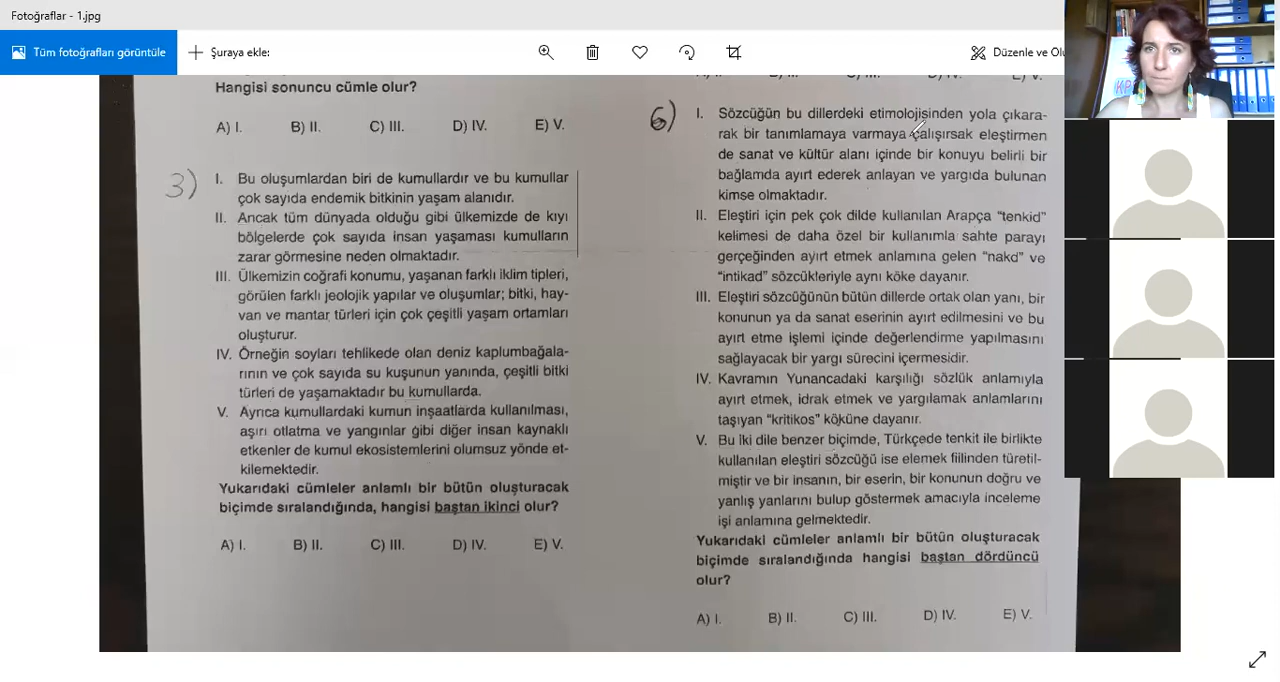 Fotoğraflar - 1.jpg
Tüm fotoğrafları görüntüle
Şuraya ekle:
Düzenle ve Olu
Hangisi sonuncu cümle olur?
A) I. B) II. C) III. D) IV. E) V.
3)
I. Bu oluşumlardan biri de kumullardır ve bu kumullar
çok sayıda endemik bitkinin yaşam alanıdır.
II. Ancak tüm dünyada olduğu gibi ülkemizde de kıyı
bölgelerde çok sayıda insan yaşaması kumulların
zarar görmesine neden olmaktadır.
III. Ülkemizin coğrafi konumu, yaşanan farklı iklim tipleri,
görülen farklı jeolojik yapılar ve oluşumlar; bitki, hay-
van ve mantar türleri için çok çeşitli yaşam ortamları
oluşturur.
IV. Örneğin soyları tehlikede olan deniz kaplumbağala-
rının ve çok sayıda su kuşunun yanında, çeşitli bitki
türleri de yaşamaktadır bu kumullarda.
V. Ayrıca kumullardaki kumun inşaatlarda kullanılması,
aşırı otlatma ve yangınlar gibi diğer insan kaynaklı
etkenler de kumul ekosistemlerini olumsuz yönde et-
kilemektedir.
Yukarıdaki cümleler anlamlı bir bütün oluşturacak
biçimde sıralandığında, hangisi baştan ikinci olur?
A) I. B) II. C) III. D) IV. E) V.
A) I. B) II. C) III. D) IV. E) V.
6)
I. Sözcüğün bu dillerdeki etimolojisinden yola çıkara-
rak bir tanımlamaya varmaya çalışırsak eleştirmen
de sanat ve kültür alanı içinde bir konuyu belirli bir
bağlamda ayırt ederek anlayan ve yargıda bulunan
kimse olmaktadır.
II. Eleştiri için pek çok dilde kullanılan Arapça "tenkid"
kelimesi de daha özel bir kullanımla sahte parayı
gerçeğinden ayırt etmek anlamına gelen "nakd" ve
"intikad" sözcükleriyle aynı köke dayanır.
III. Eleştiri sözcüğünün bütün dillerde ortak olan yanı, bir
konunun ya da sanat eserinin ayırt edilmesini ve bu
ayırt etme işlemi içinde değerlendirme yapılmasını
sağlayacak bir yargı sürecini içermesidir.
IV. Kavramın Yunancadaki karşılığı sözlük anlamıyla
ayırt etmek, idrak etmek ve yargılamak anlamlarını
taşıyan "kritikos" köküne dayanır.
V. Bu iki dile benzer biçimde, Türkçede tenkit ile birlikte
kullanılan eleştiri sözcüğü ise elemek fiilinden türetil-
miştir ve bir insanın, bir eserin, bir konunun doğru ve
yanlış yanlarını bulup göstermek amacıyla inceleme
işi anlamına gelmektedir.
Yukarıdaki cümleler anlamlı bir bütün oluşturacak
biçimde sıralandığında hangisi baştan dördüncü
olur?
A) I. B) II. C) III. D) IV. E) V.